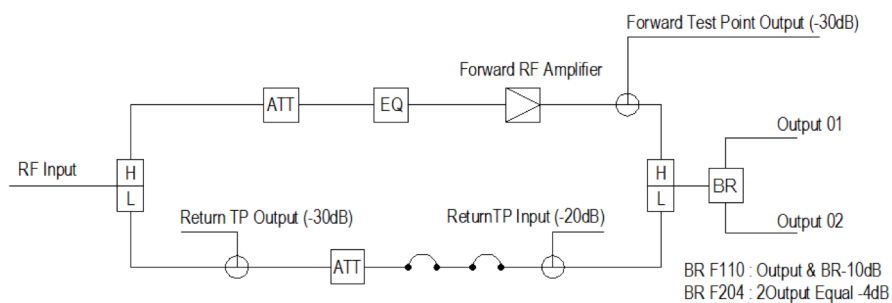 Forward Test Point Output (-30dB)
Forward RF Amplifier
ATT
EQ
Output 01
RF Input
H
L
H
L
BR
Return TP Output (-30dB)
ReturnTP Input (-20dB)
Output 02
ATT
BR F110 : Output & BR-10dB
BR F204 : 2Output Equal -4dB